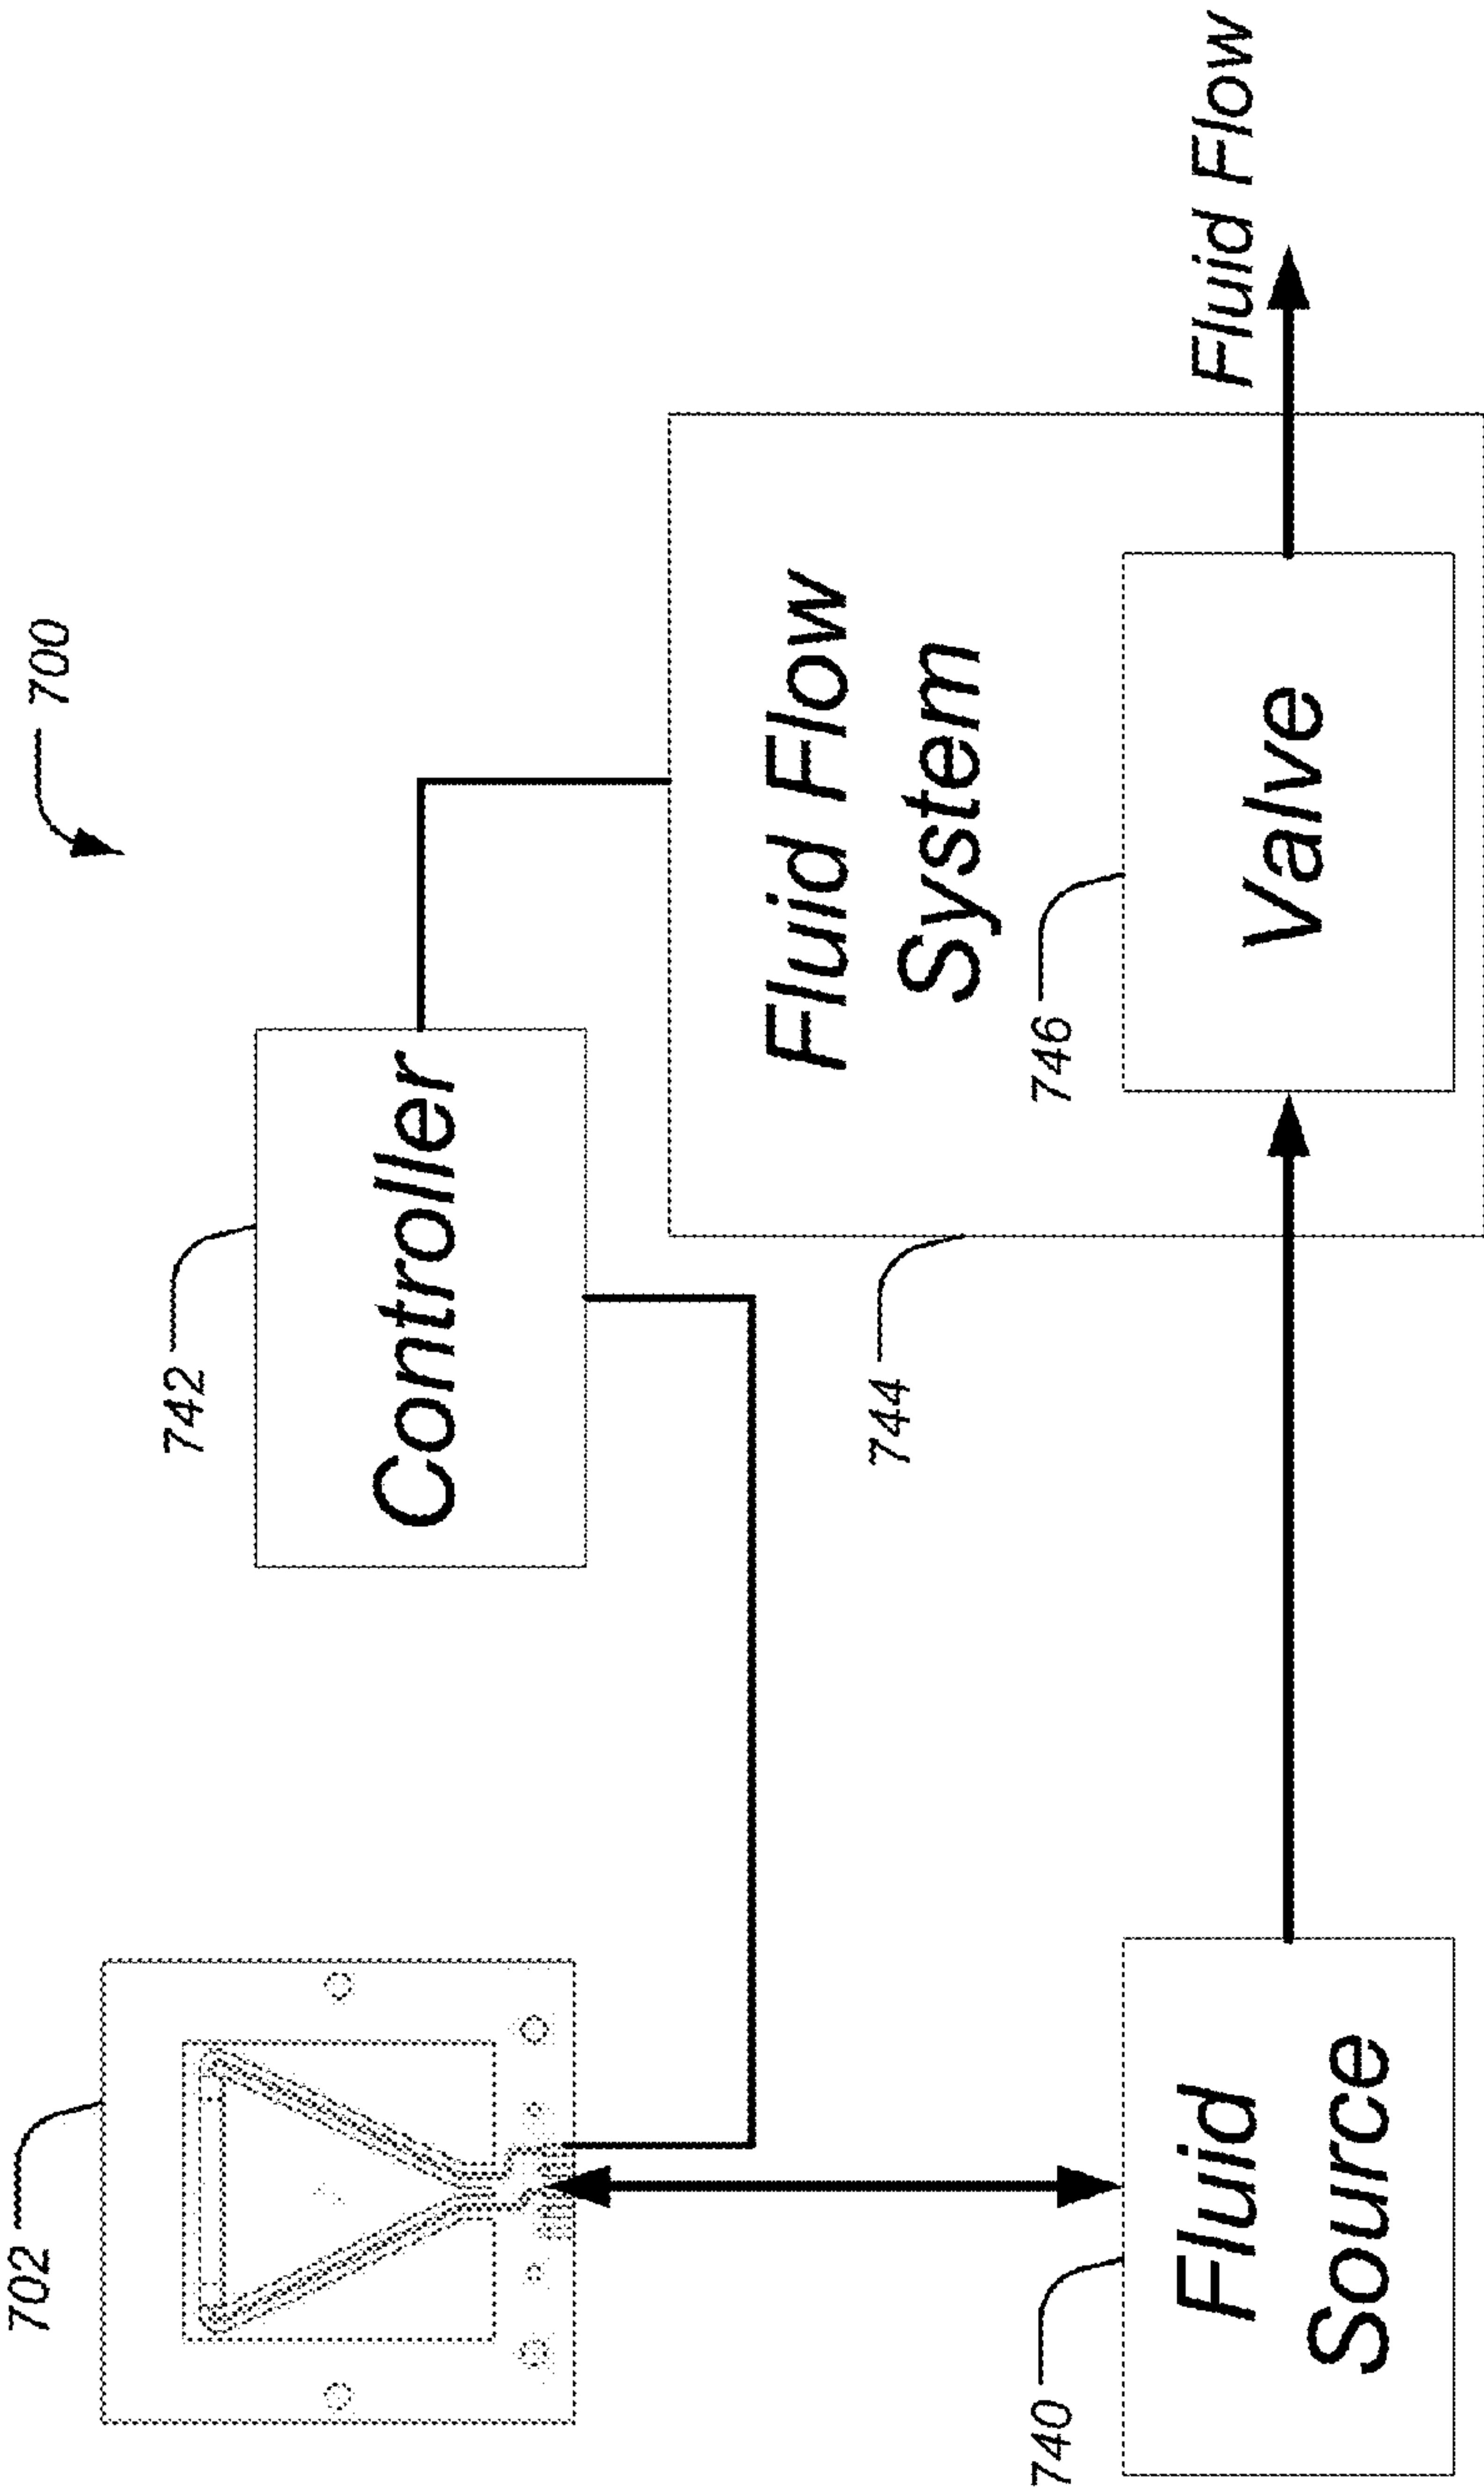 700
702
742
Controller
744
Fluid Flow
System
740
Fluid
Source
746
Valve
Fluid Flow